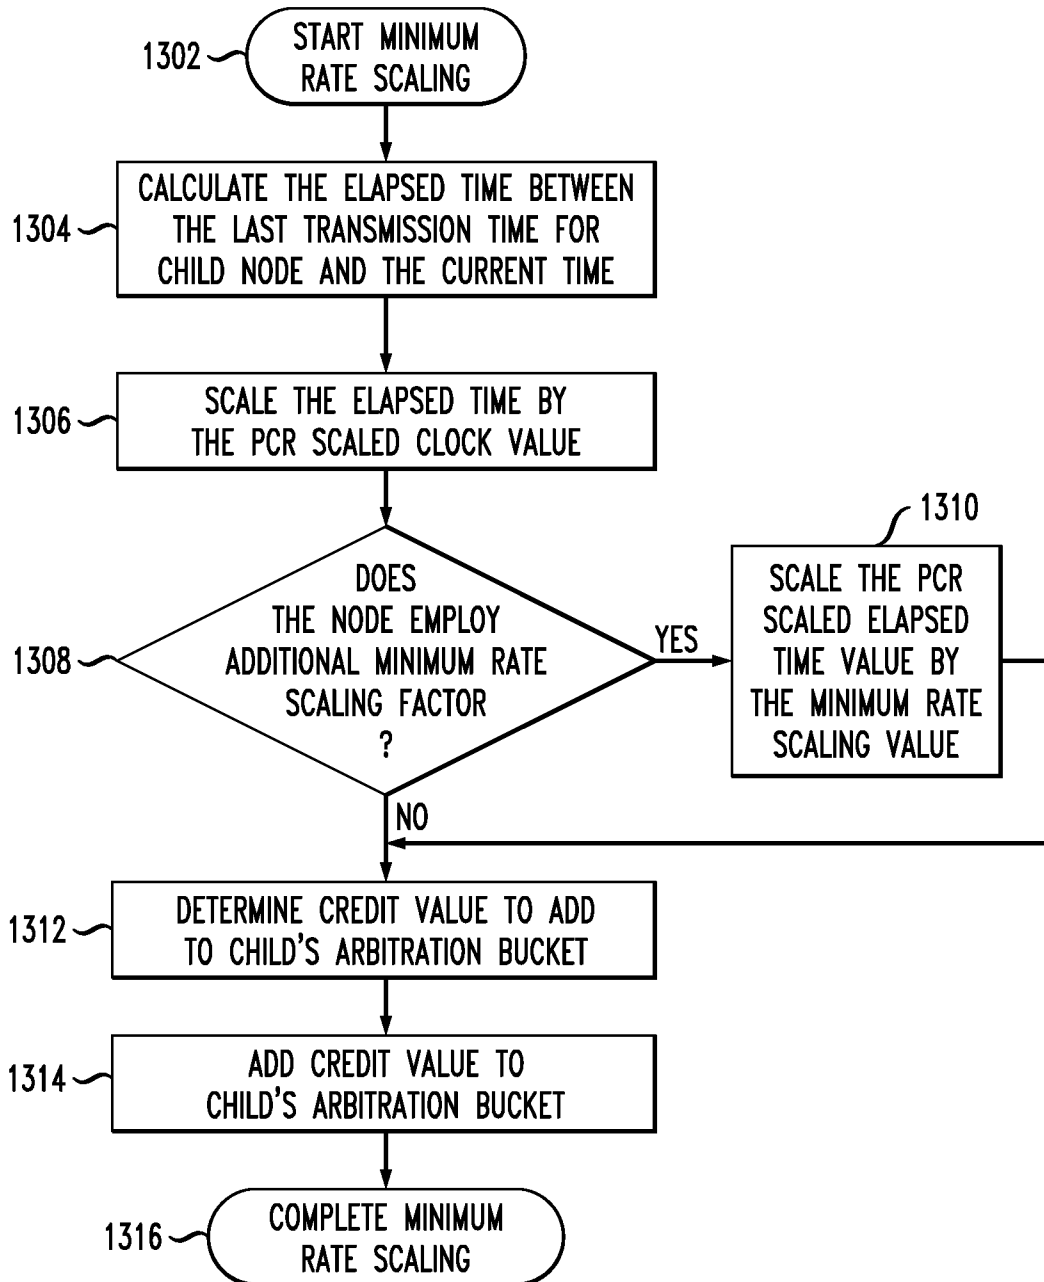 1302
START MINIMUM
RATE SCALING
1304
CALCULATE THE ELAPSED TIME BETWEEN
THE LAST TRANSMISSION TIME FOR
CHILD NODE AND THE CURRENT TIME
1306
SCALE THE ELAPSED TIME BY
THE PCR SCALED CLOCK VALUE
1308
DOES
THE NODE EMPLOY
ADDITIONAL MINIMUM RATE
SCALING FACTOR
?
YES
1310
SCALE THE PCR
SCALED ELAPSED
TIME VALUE BY
THE MINIMUM RATE
SCALING VALUE
NO
1312
DETERMINE CREDIT VALUE TO ADD
TO CHILD'S ARBITRATION BUCKET
1314
ADD CREDIT VALUE TO
CHILD'S ARBITRATION BUCKET
1316
COMPLETE MINIMUM
RATE SCALING